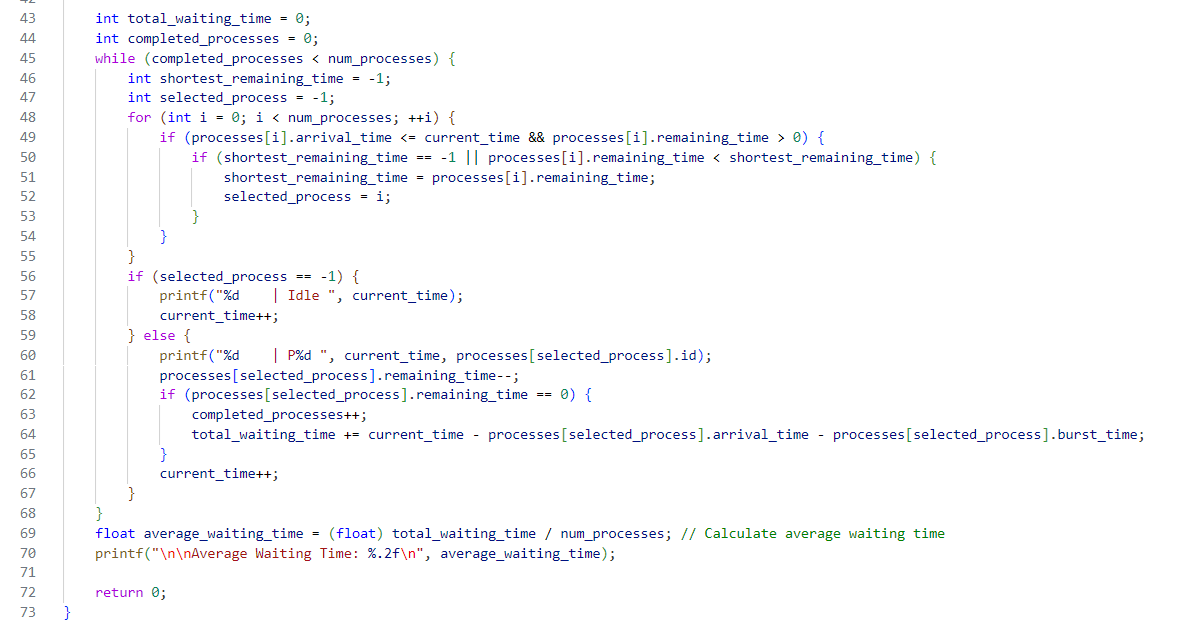 42
43 int total_waiting_time = 0;
44 int completed_processes = 0;
45 while (completed_processes < num_processes) {
46 int shortest_remaining_time = -1;
47 int selected_process = -1;
48 for (int i = 0; i < num_processes; ++i) {
49 if (processes[i].arrival_time <= current_time && processes[i].remaining_time > 0) {
50 if (shortest_remaining_time == -1 || processes[i].remaining_time < shortest_remaining_time) {
51 shortest_remaining_time = processes[i].remaining_time;
52 selected_process = i;
53 }
54 }
55 }
56 if (selected_process == -1) {
57 printf("%d    | Idle ", current_time);
58 current_time++;
59 } else {
60 printf("%d    | P%d ", current_time, processes[selected_process].id);
61 processes[selected_process].remaining_time--;
62 if (processes[selected_process].remaining_time == 0) {
63 completed_processes++;
64 total_waiting_time += current_time - processes[selected_process].arrival_time - processes[selected_process].burst_time;
65 }
66 current_time++;
67 }
68 }
69 float average_waiting_time = (float) total_waiting_time / num_processes; // Calculate average waiting time
70 printf("\n\nAverage Waiting Time: %.2f\n", average_waiting_time);
71
72 return 0;
73 }